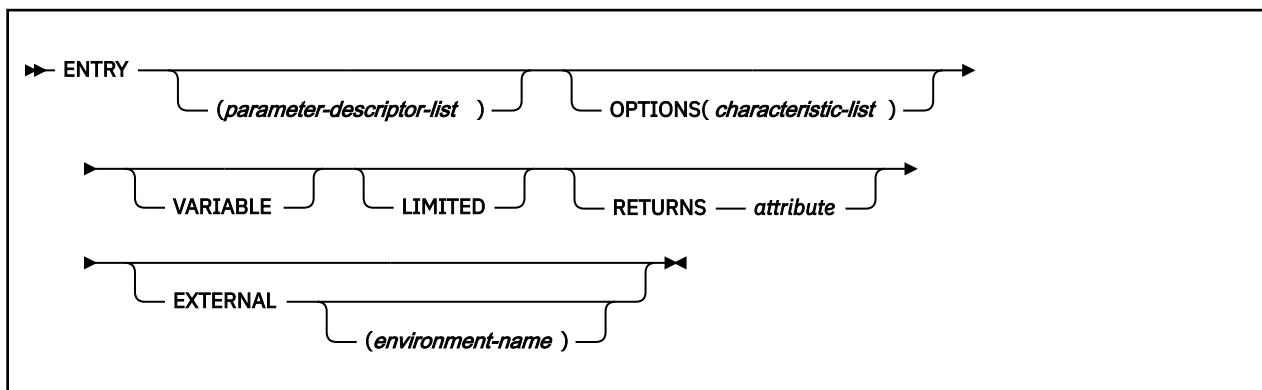 ENTRY
(parameter-descriptor-list )
OPTIONS( characteristic-list )
VARIABLE
LIMITED
RETURNS attribute
EXTERNAL
(environment-name )